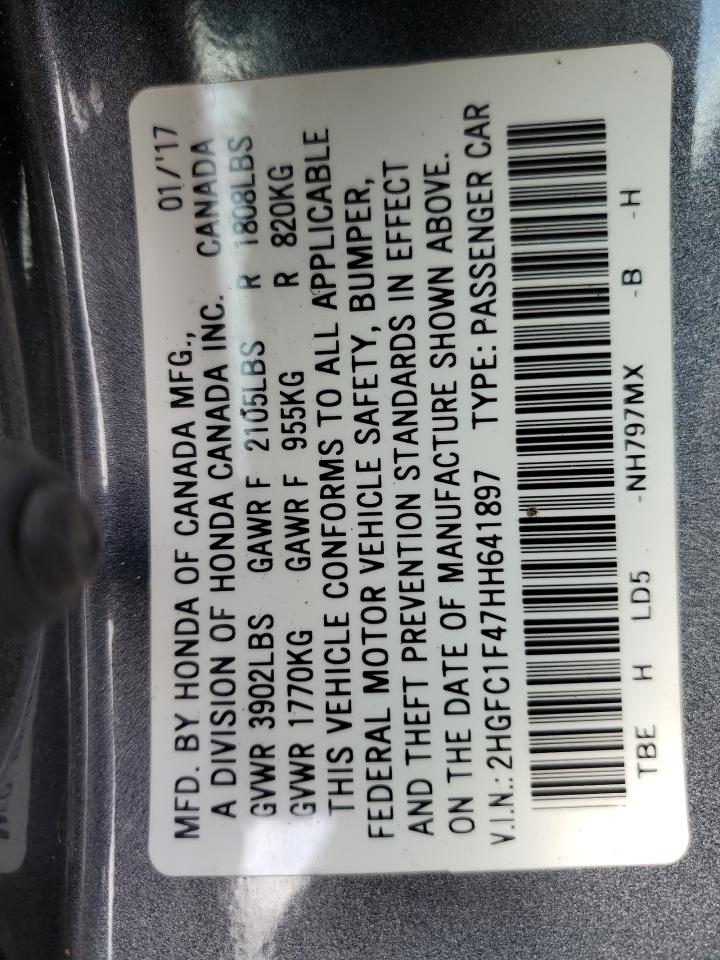 MFD. BY HONDA OF CANADA MFG., 01/'17
A DIVISION OF HONDA CANADA INC. CANADA
GVWR 3902LBS GAWR F 2105LBS R 1808LBS
GVWR 1770KG GAWR F 955KG R 820KG
THIS VEHICLE CONFORMS TO ALL APPLICABLE
FEDERAL MOTOR VEHICLE SAFETY, BUMPER,
AND THEFT PREVENTION STANDARDS IN EFFECT
ON THE DATE OF MANUFACTURE SHOWN ABOVE.
V.I.N.: 2HGFC1F47HH641897 TYPE: PASSENGER CAR
TBE H LD5 -NH797MX -B -H